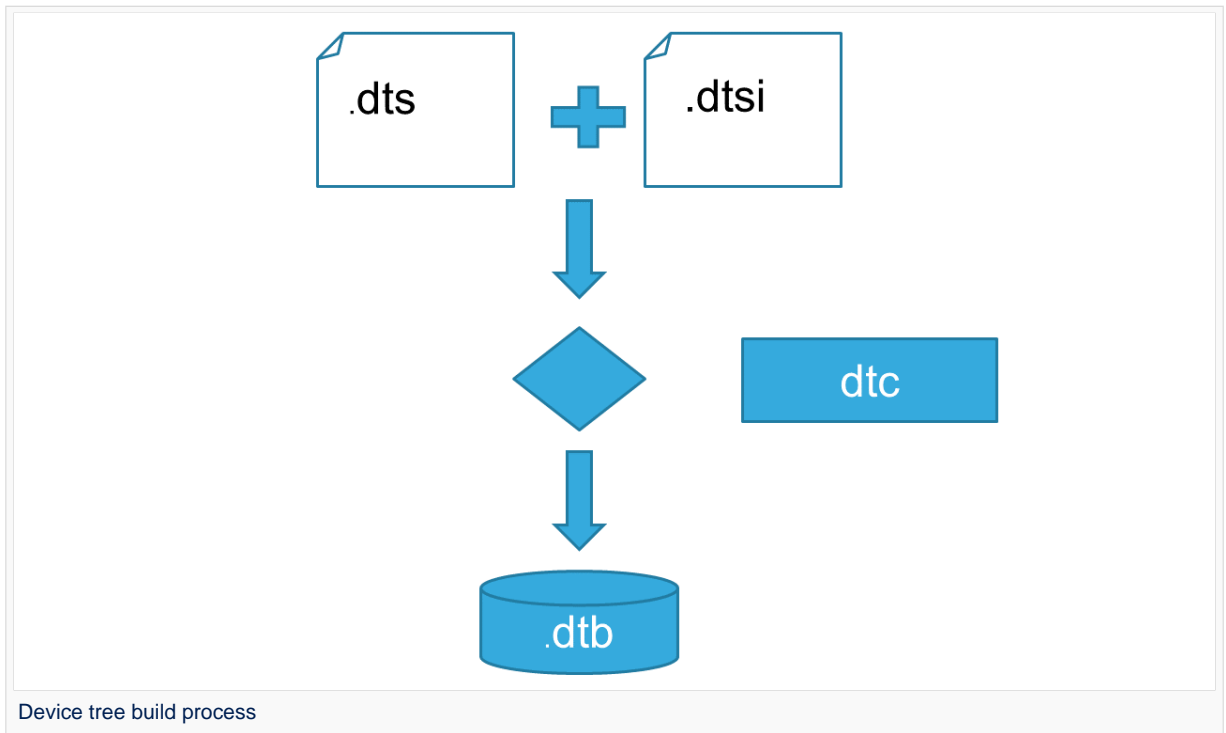 .dts
.dtsi
dtc
.dtb
Device tree build process